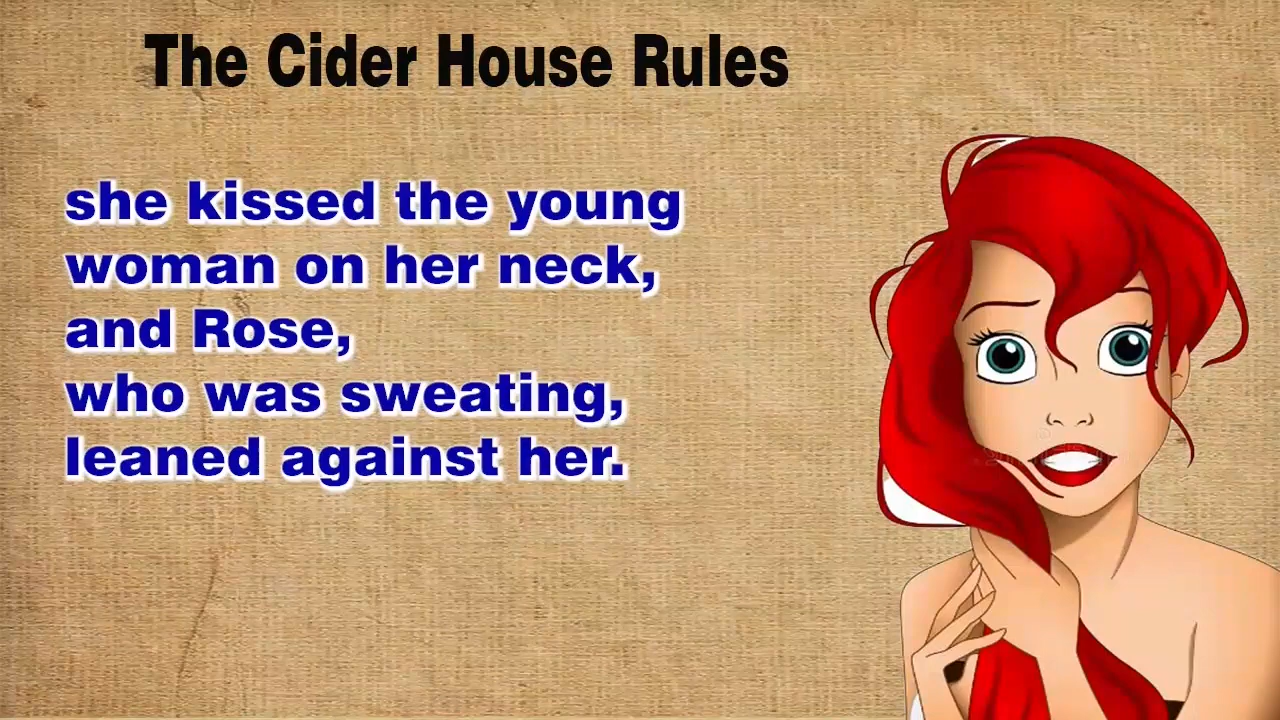 The Cider House Rules
she kissed the young
woman on her neck,
and Rose,
who was sweating,
leaned against her.